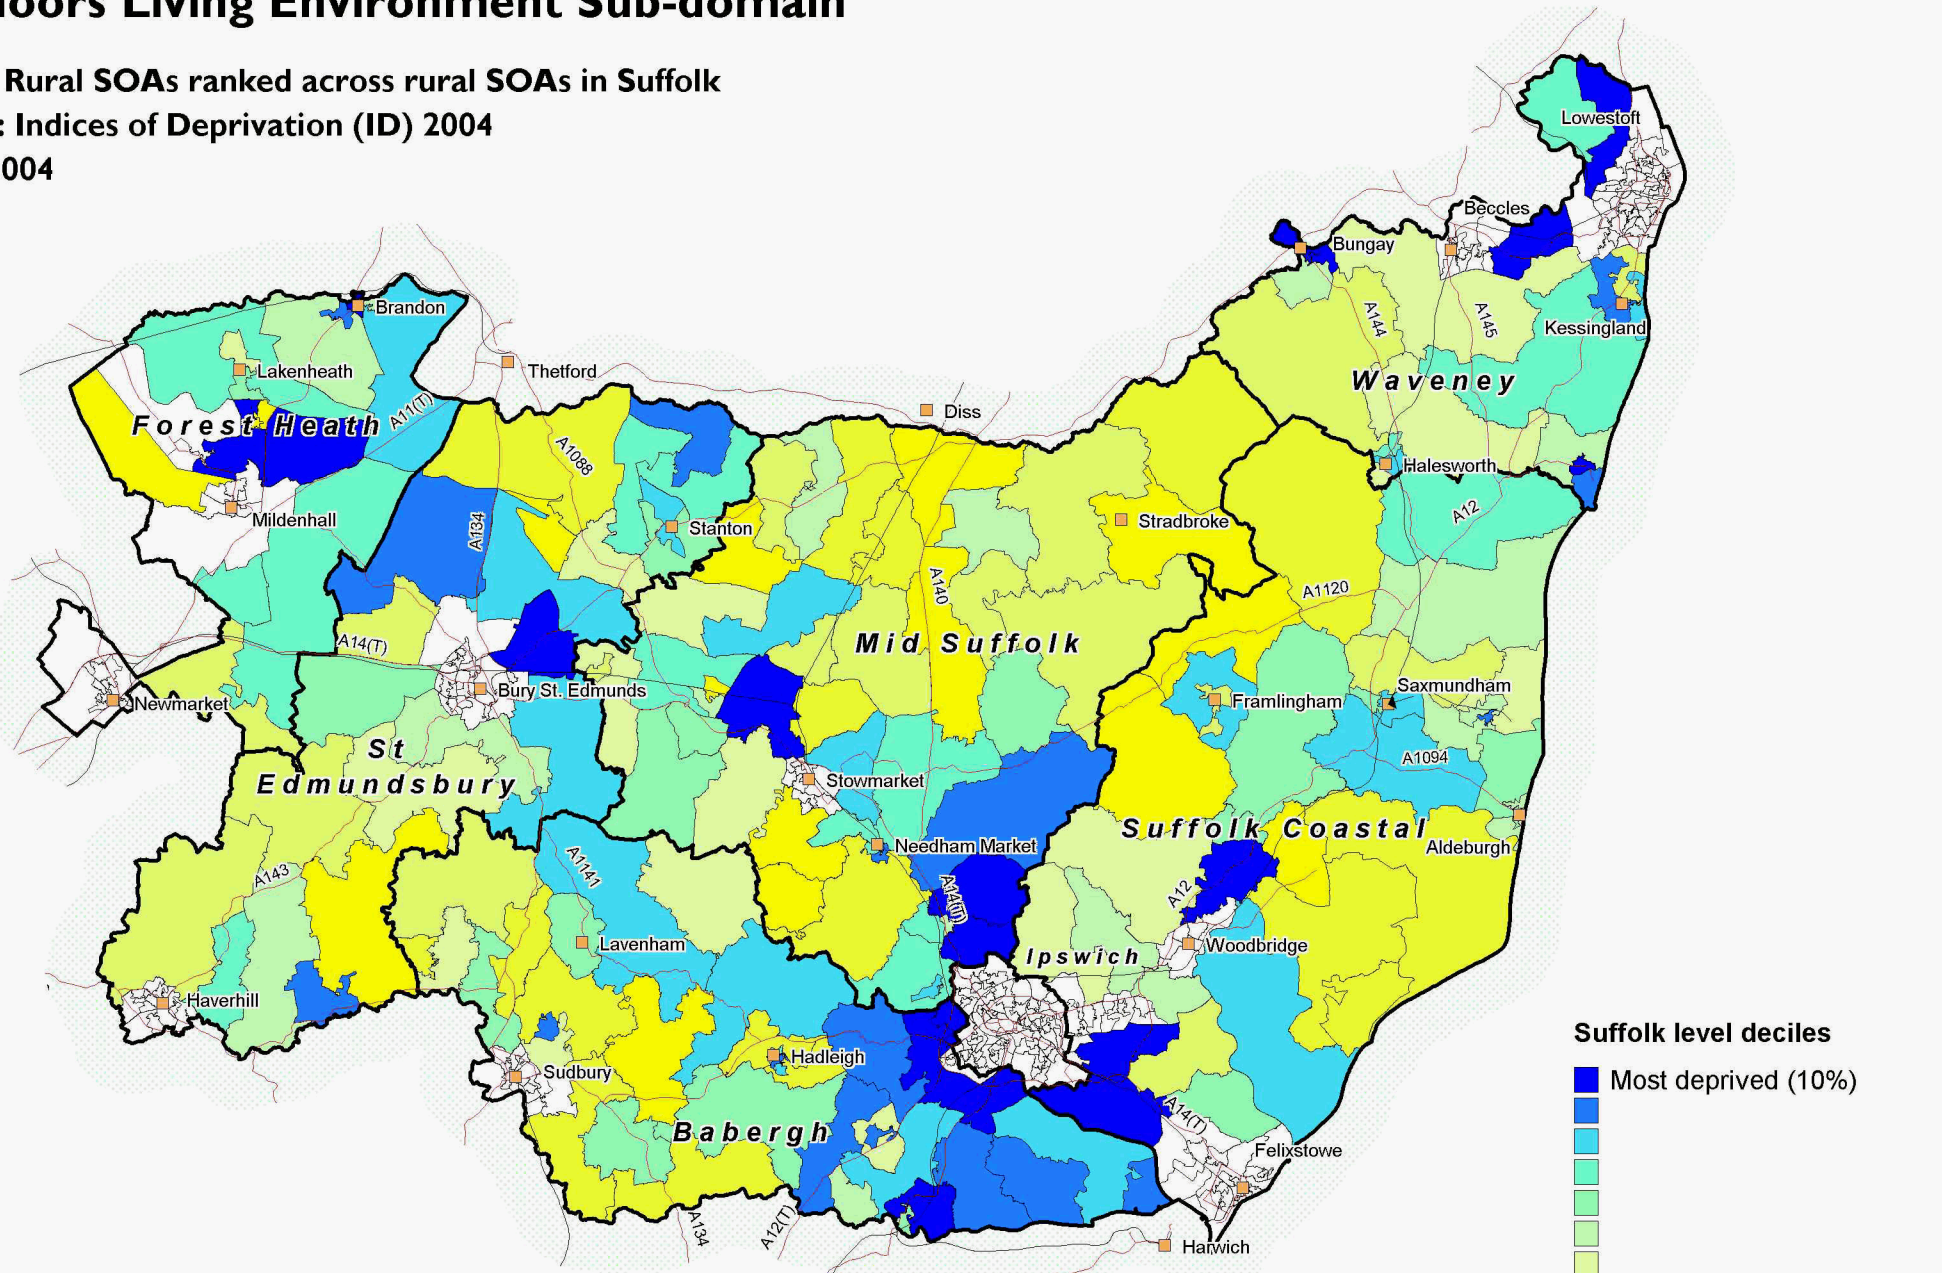 Living Environment Sub-domain
Rural SOAs ranked across rural SOAs in Suffolk
: Indices of Deprivation (ID) 2004
004
Lowestoft
Beccles
Bungay
Brandon
A144
A145
Kessingland
Thetford
Lakenheath
Waveney
A11(T)
Diss
Forest Heath
A1088
Halesworth
Mildenhall
A134
Stanton
Stradbroke
A12
A140
A1120
A14(T)
Mid Suffolk
Bury St. Edmunds
Saxmundham
Newmarket
Framlingham
St
Edmundsbury
A1094
Stowmarket
Suffolk Coastal
Needham Market
Aldeburgh
A1141
A143
A14(T)
A12
Lavenham
Woodbridge
Ipswich
Haverhill
Suffolk level deciles
Hadleigh
Sudbury
Most deprived (10%)
Babergh
A14(T)
Felixstowe
A134
A12(T)
Harwich